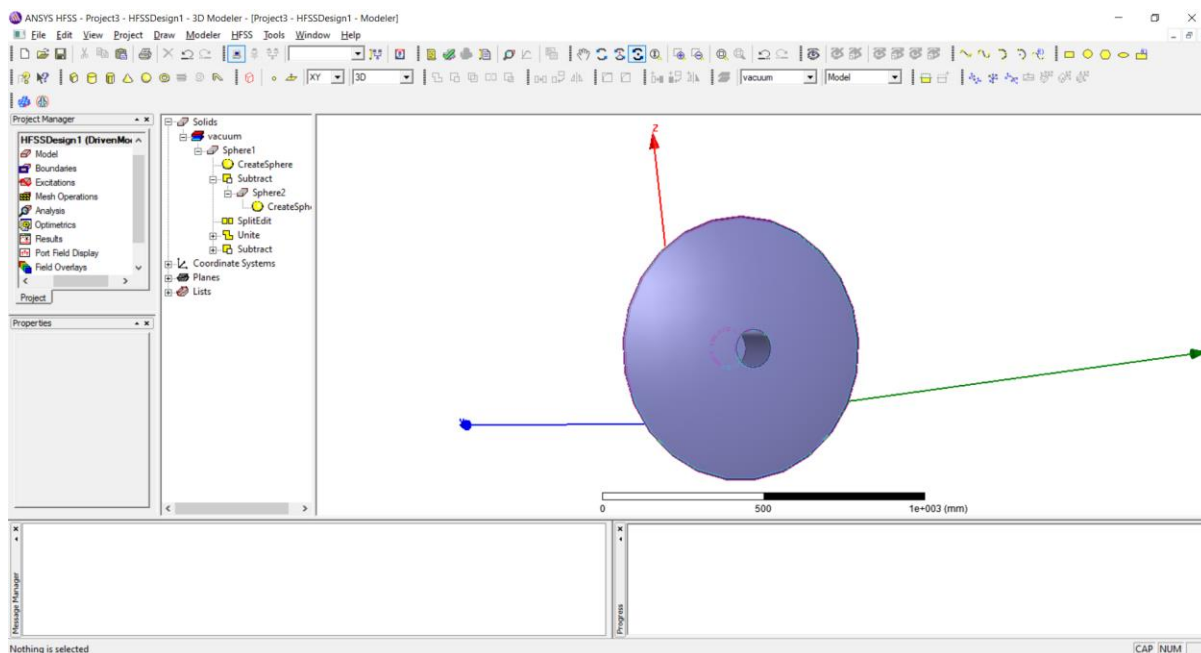 ANSYS HFSS - Project3 - HFSSDesign1 - 3D Modeler - [Project3 - HFSSDesign1 - Modeler]
File Edit View Project Draw Modeler HFSS Tools Window Help
XY 3D vacuum Model
Project Manager
HFSSDesign1 (DrivenMo
Model
Boundaries
Excitations
Mesh Operations
Analysis
Optimetrics
Results
Port Field Display
Field Overlays
Project
Properties
Solids
vacuum
Sphere1
CreateSphere
Subtract
Sphere2
CreateSph
SplitEdit
Unite
Subtract
Coordinate Systems
Planes
Lists
Z
0 500 1e+003 (mm)
Message Manager
Progress
Nothing is selected
CAP NUM